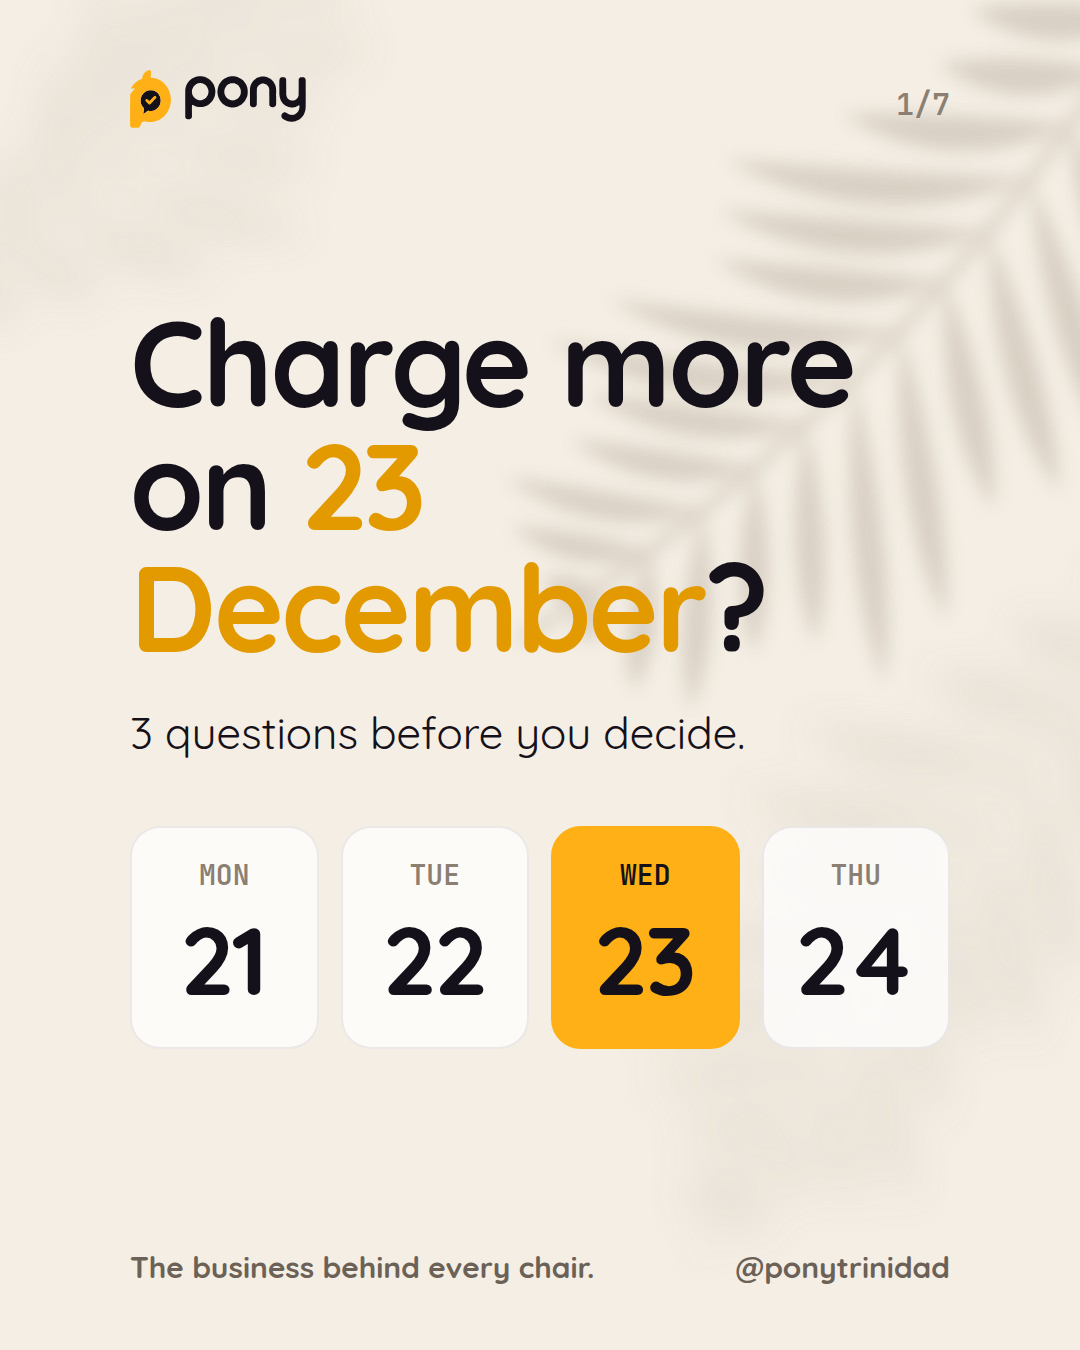 pony
1/7
Charge more
on 23
December?
3 questions before you decide.
MON
21
TUE
22
WED
23
THU
24
The business behind every chair.
@ponytrinidad